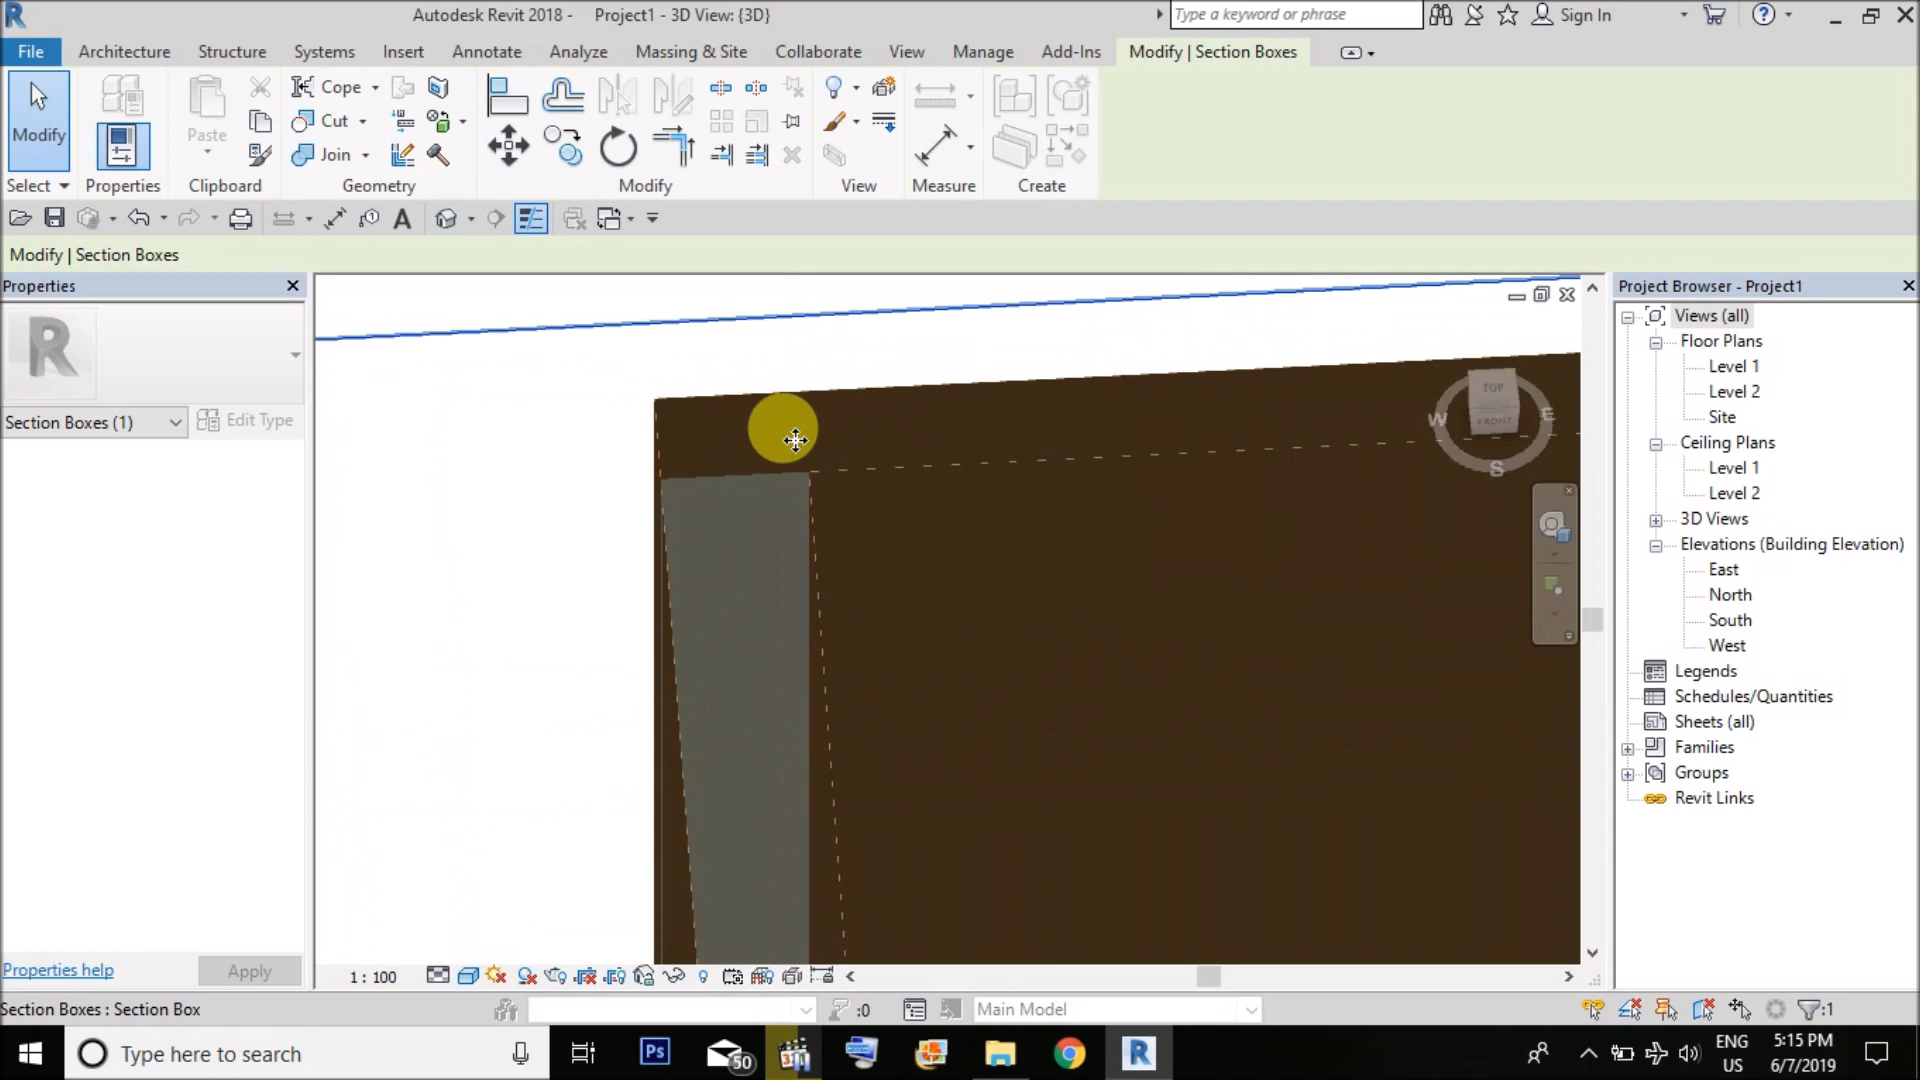 Autodesk Revit 2018 - Project1 - 3D View: {3D}
Type a keyword or phrase
Sign In
File Architecture Structure Systems Insert Annotate Analyze Massing & Site Collaborate View Manage Add-Ins Modify | Section Boxes
Modify
Paste
Cope
Cut
Join
Select Properties Clipboard Geometry Modify View Measure Create
Modify | Section Boxes
Properties
R
Section Boxes (1)
Edit Type
Properties help
Apply
TOP
FRONT
W
E
S
Project Browser - Project1
Views (all)
Floor Plans
Level 1
Level 2
Site
Ceiling Plans
Level 1
Level 2
3D Views
Elevations (Building Elevation)
East
North
South
West
Legends
Schedules/Quantities
Sheets (all)
Families
Groups
Revit Links
1 : 100
Section Boxes : Section Box
:0
Main Model
:1
Type here to search
Ps
50
R
ENG
US
5:15 PM
6/7/2019